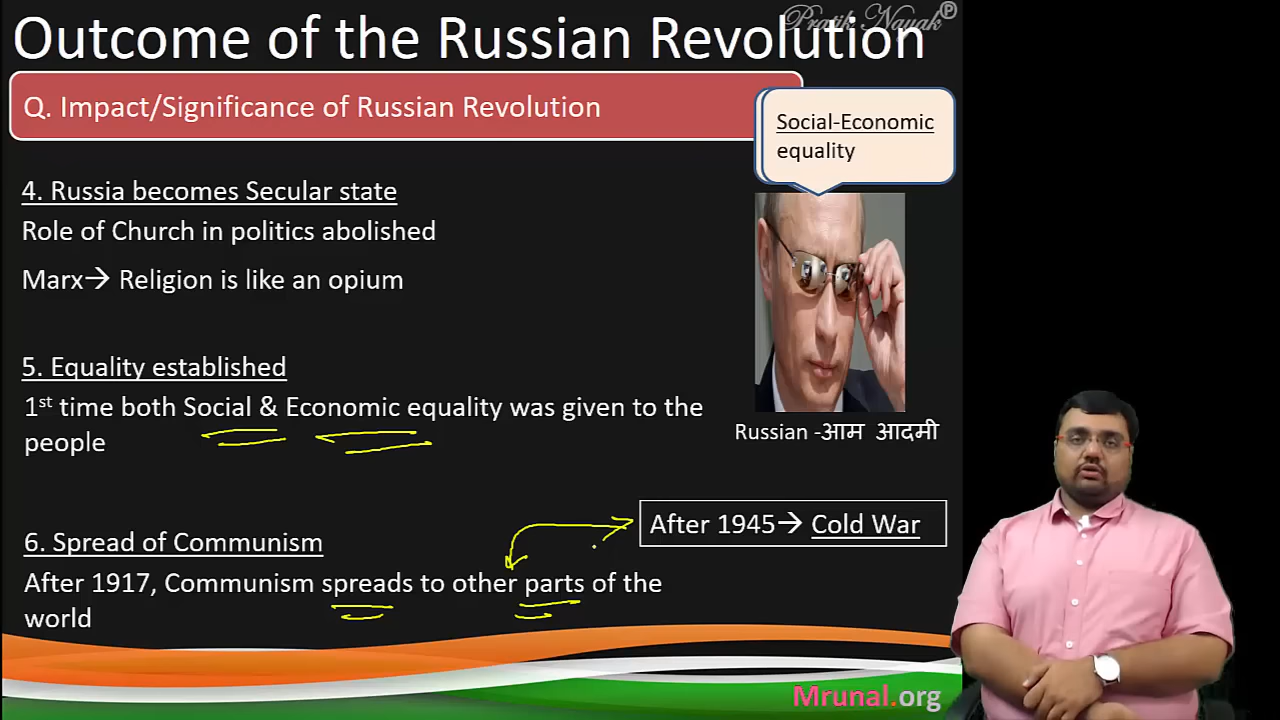 Pratik Nayak
Outcome of the Russian Revolution
Q. Impact/Significance of Russian Revolution
Social-Economic
equality
4. Russia becomes Secular state
Role of Church in politics abolished
Marx→ Religion is like an opium
5. Equality established
1st time both Social & Economic equality was given to the
people
Russian -आम आदमी
After 1945→ Cold War
6. Spread of Communism
After 1917, Communism spreads to other parts of the
world
Mrunal.org